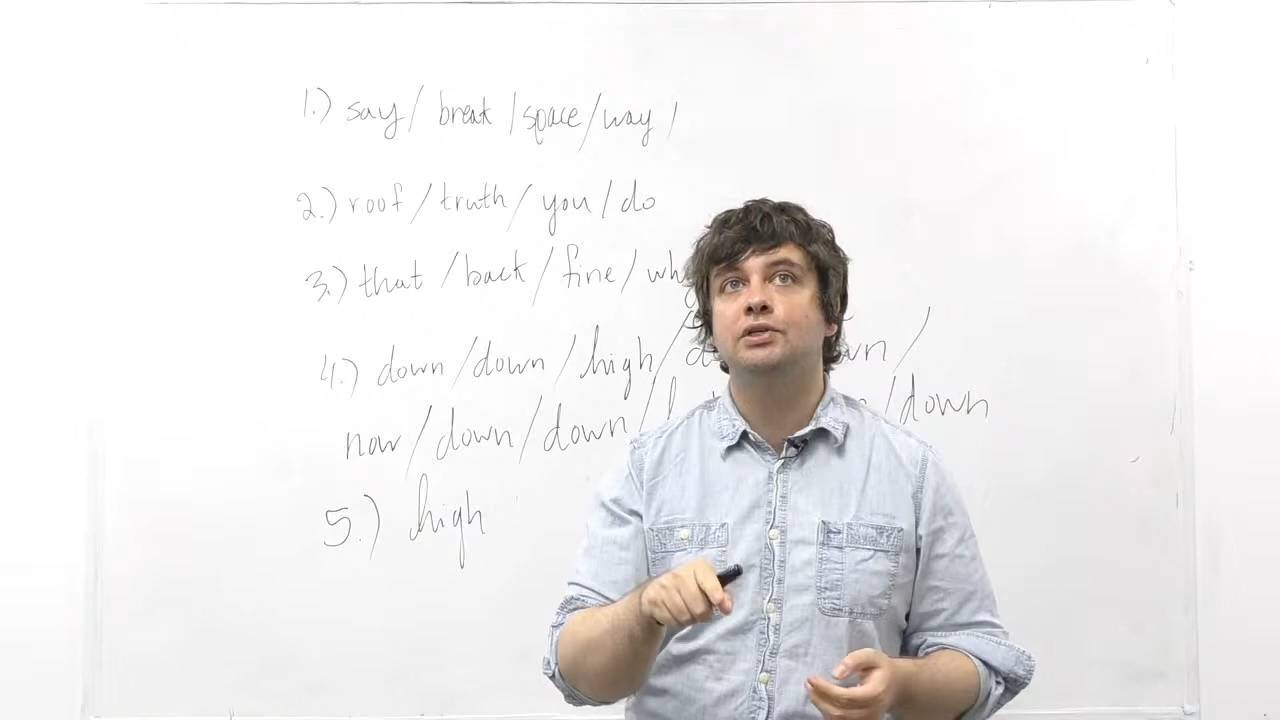 1.) say / break / space / way /
2.) roof / truth / you / do
3.) that / back / fine /
4.) down / down / high /
now / down / down / / down
5.) high